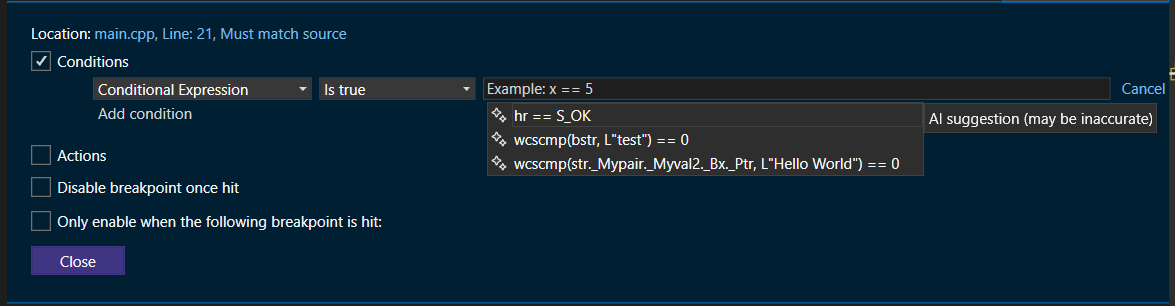 Location: main.cpp, Line: 21, Must match source
Conditions
Conditional Expression Is true Example: x == 5 Cancel
Add condition
hr == S_OK
AI suggestion (may be inaccurate)
wcscmp(bstr, L"test") == 0
wcscmp(str._Mypair._Myval2._Bx._Ptr, L"Hello World") == 0
Actions
Disable breakpoint once hit
Only enable when the following breakpoint is hit:
Close